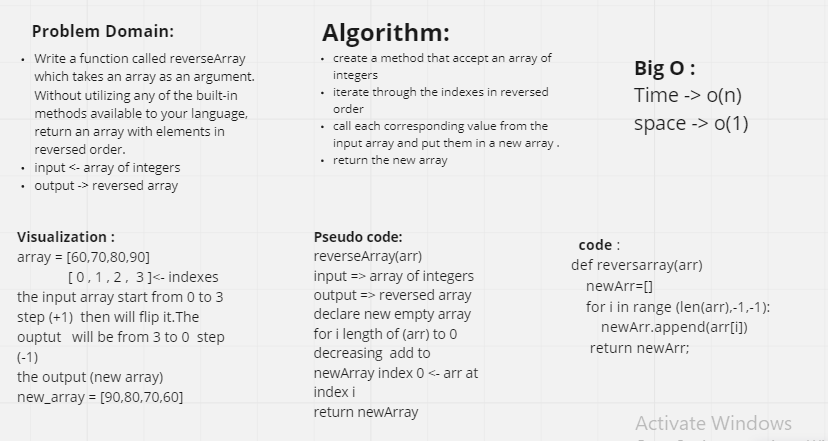 Problem Domain:
• Write a function called reverseArray
which takes an array as an argument.
Without utilizing any of the built-in
methods available to your language,
return an array with elements in
reversed order.
• input <- array of integers
• output -> reversed array
Algorithm:
• create a method that accept an array of
integers
• iterate through the indexes in reversed
order
• call each corresponding value from the
input array and put them in a new array .
• return the new array
Big O :
Time -> o(n)
space -> o(1)
Visualization :
array = [60,70,80,90]
[ 0 , 1 , 2 , 3 ]<- indexes
the input array start from 0 to 3
step (+1) then will flip it.The
ouptut will be from 3 to 0 step
(-1)
the output (new array)
new_array = [90,80,70,60]
Pseudo code:
reverseArray(arr)
input => array of integers
output => reversed array
declare new empty array
for i length of (arr) to 0
decreasing add to
newArray index 0 <- arr at
index i
return newArray
code :
def reversarray(arr)
newArr=[]
for i in range (len(arr),-1,-1):
newArr.append(arr[i])
return newArr;
Activate Windows